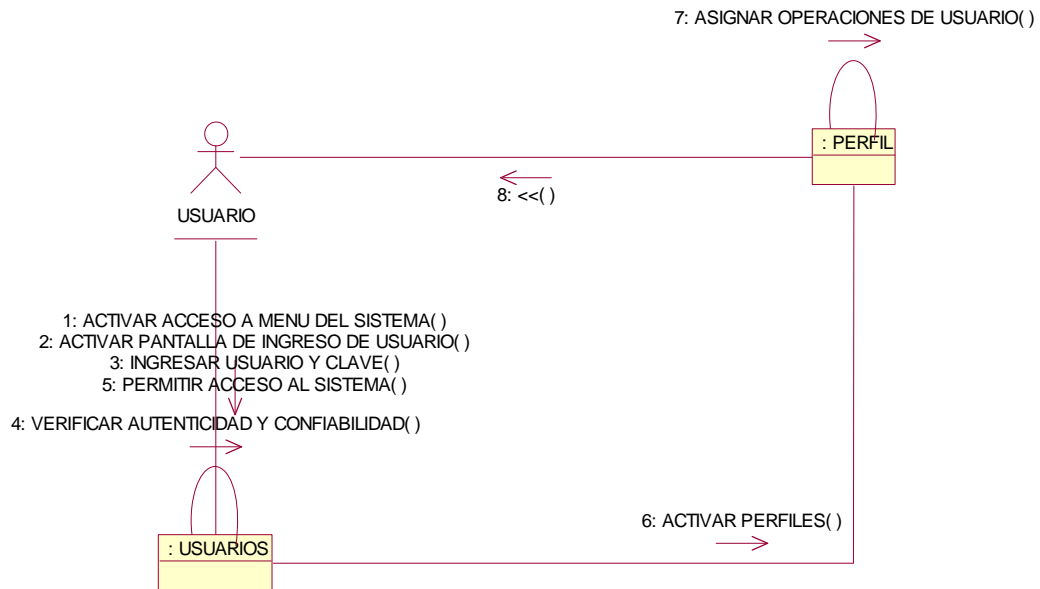 7: ASIGNAR OPERACIONES DE USUARIO( )
: PERFIL
8: <<( )
USUARIO
1: ACTIVAR ACCESO A MENU DEL SISTEMA( )
2: ACTIVAR PANTALLA DE INGRESO DE USUARIO( )
3: INGRESAR USUARIO Y CLAVE( )
5: PERMITIR ACCESO AL SISTEMA( )
4: VERIFICAR AUTENTICIDAD Y CONFIABILIDAD( )
6: ACTIVAR PERFILES( )
: USUARIOS